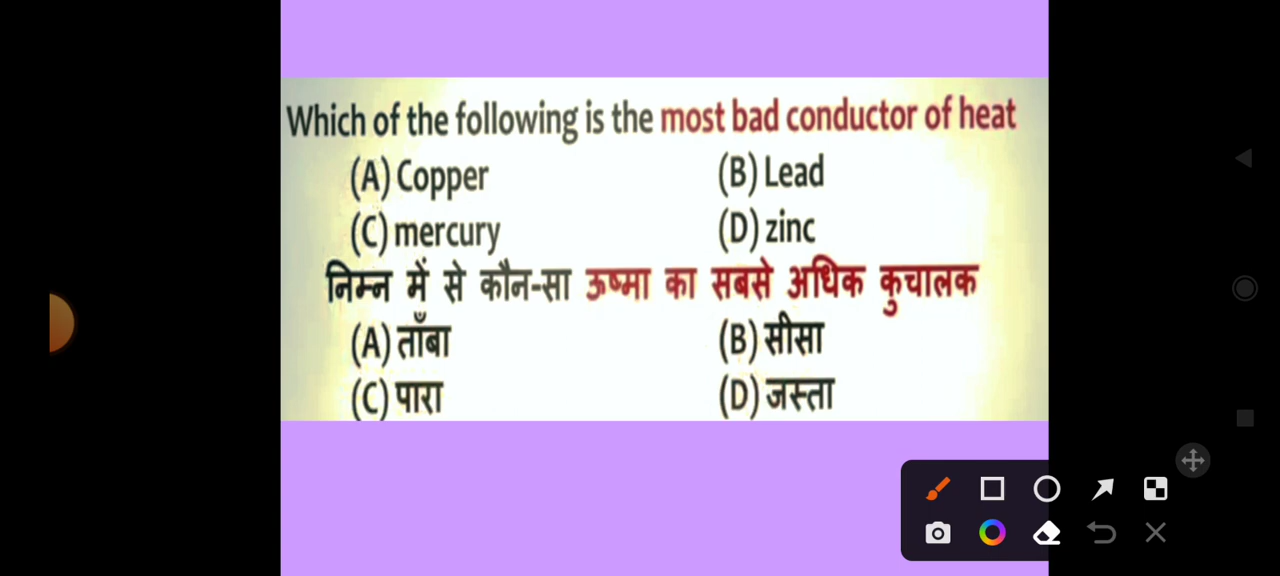 Which of the following is the most bad conductor of heat
(A) Copper (B) Lead
(C) mercury (D) zinc
निम्न में से कौन-सा ऊष्मा का सबसे अधिक कुचालक
(A) ताँबा (B) सीसा
(C) पारा (D) जस्ता